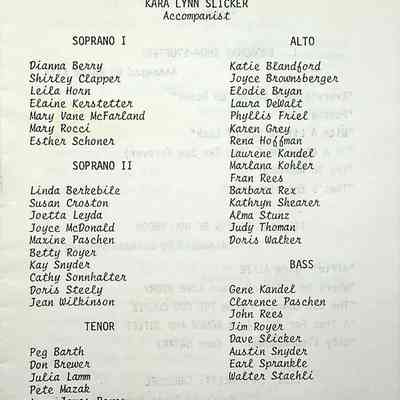 KARA LYNN SLICKER
Accompanist
SOPRANO I
Dianna Berry
Shirley Clapper
Leila Horn
Elaine Kerstetter
Mary Vane McFarland
Mary Rocci
Esther Schoner
SOPRANO II
Linda Berkebile
Susan Croston
Joetta Leyda
Joyce McDonald
Maxine Paschen
Betty Royer
Kay Snyder
Cathy Sonnhalter
Doris Steely
Jean Wilkinson
TENOR
Peg Barth
Don Brewer
Julia Lamm
Pete Mazak
ALTO
Katie Blandford
Joyce Brownsberger
Elodie Bryan
Laura DeWalt
Phyllis Friel
Karen Grey
Rena Hoffman
Laurene Kandel
Marlana Kohler
Fran Rees
Barbara Rex
Kathryn Shearer
Alma Stunz
Judy Thoman
Doris Walker
BASS
Gene Kandel
Clarence Paschen
John Rees
Jim Royer
Dave Slicker
Austin Snyder
Earl Sprankle
Walter Staehli